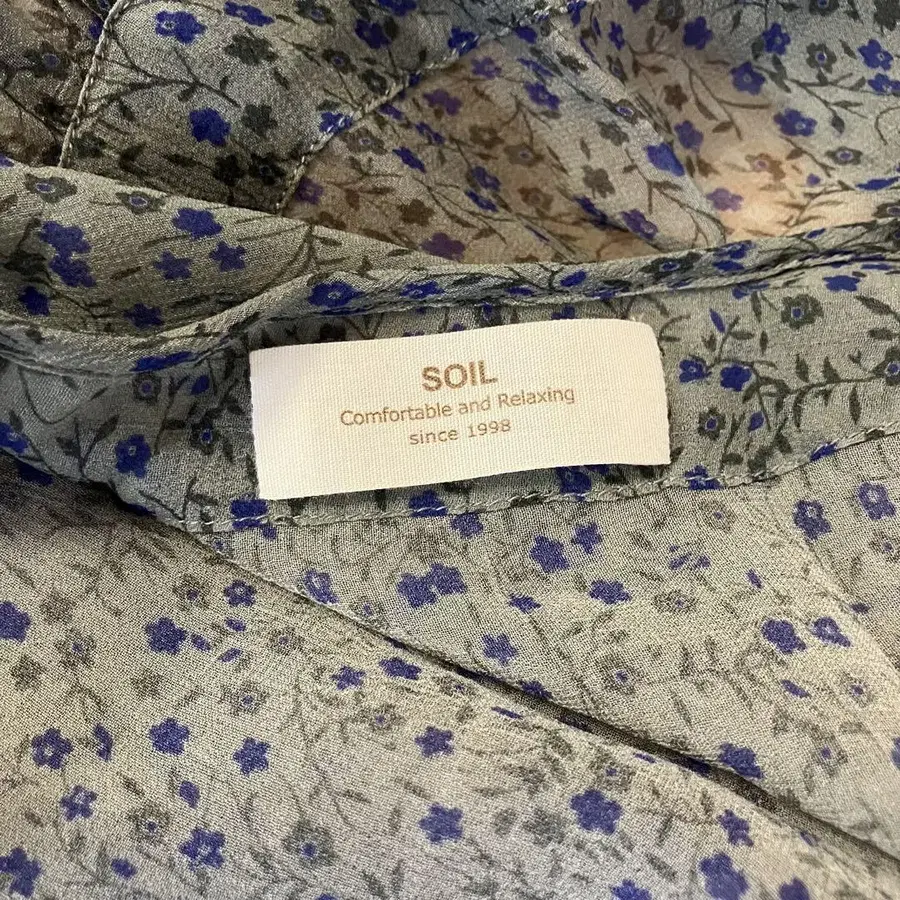 SOIL
Comfortable and Relaxing
since 1998